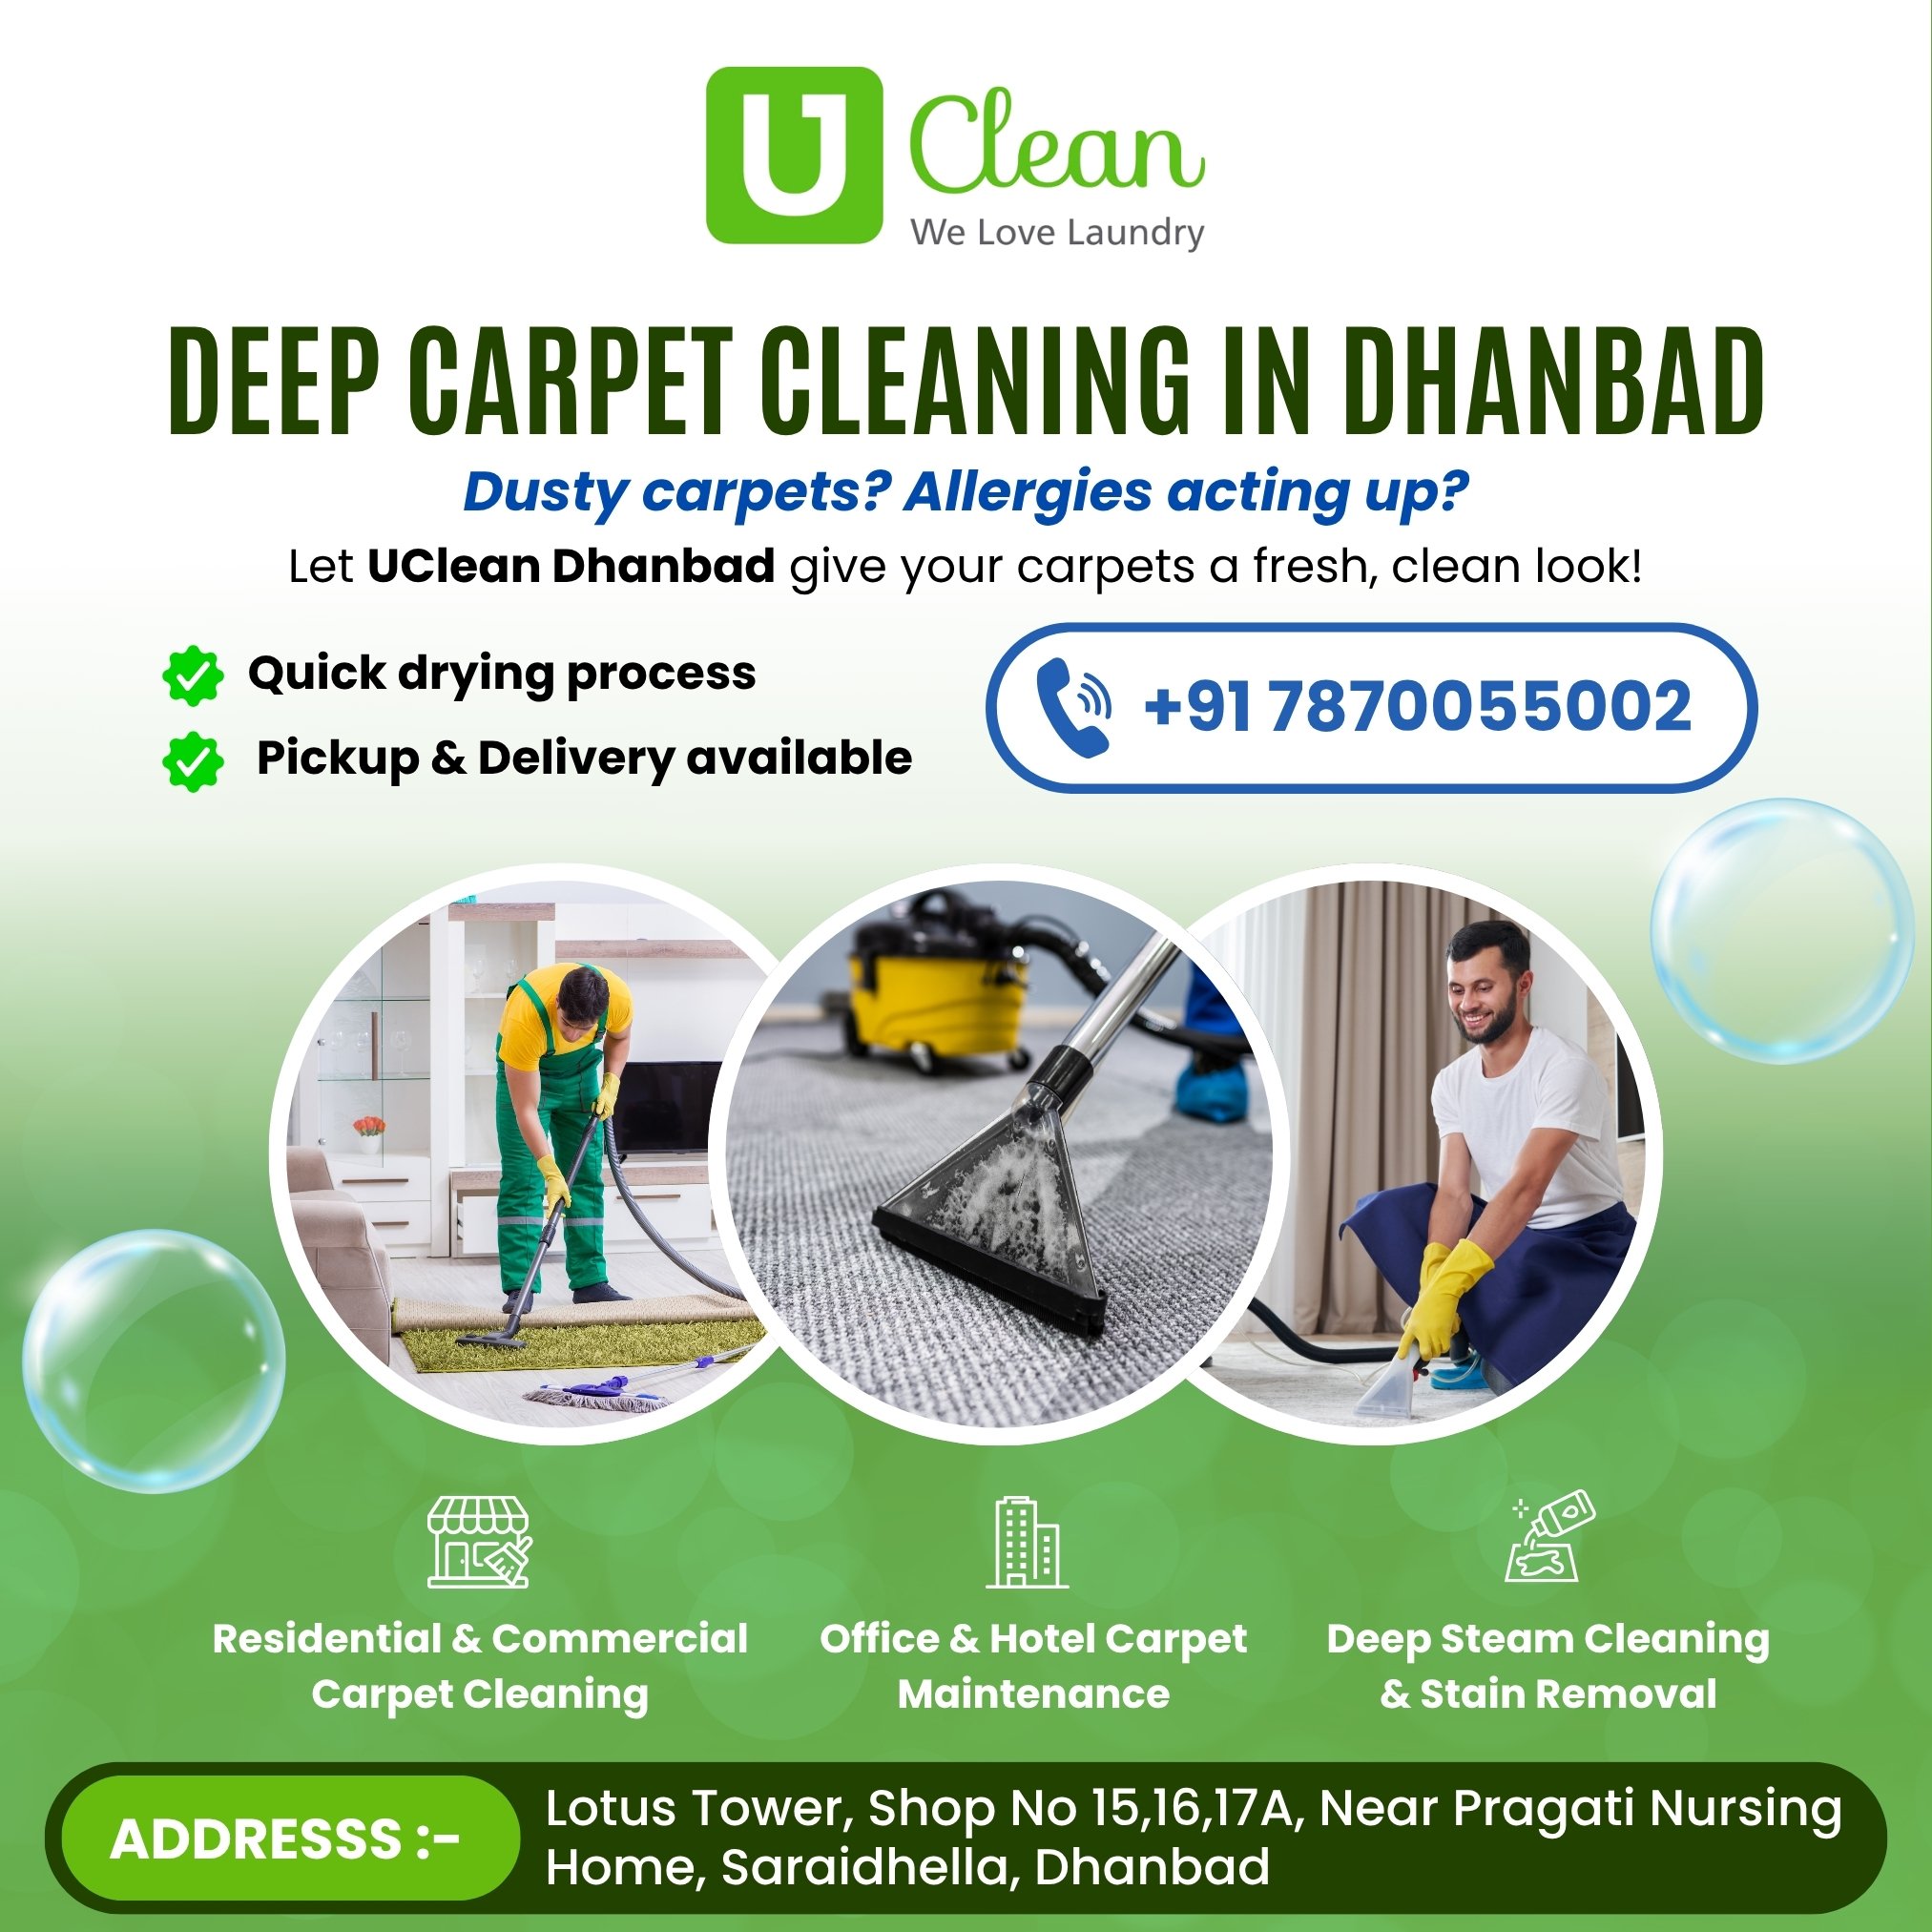 U Clean
We Love Laundry
DEEP CARPET CLEANING IN DHANBAD
Dusty carpets? Allergies acting up?
Let UClean Dhanbad give your carpets a fresh, clean look!
Quick drying process
Pickup & Delivery available
+91 7870055002
Residential & Commercial
Carpet Cleaning
Office & Hotel Carpet
Maintenance
Deep Steam Cleaning
& Stain Removal
ADDRESSS :-
Lotus Tower, Shop No 15,16,17A, Near Pragati Nursing
Home, Saraidhella, Dhanbad